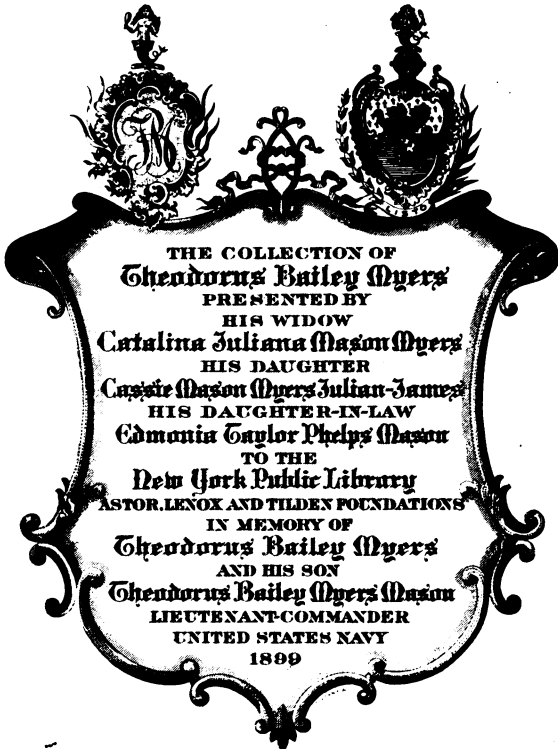 THE COLLECTION OF
Theodorus Bailey Myers
PRESENTED BY
HIS WIDOW
Catalina Juliana Mason Myers
HIS DAUGHTER
Cassie Mason Myers Julian-James
HIS DAUGHTER-IN-LAW
Edmonia Taylor Phelps Mason
TO THE
New York Public Library
ASTOR, LENOX AND TILDEN FOUNDATIONS
IN MEMORY OF
Theodorus Bailey Myers
AND HIS SON
Theodorus Bailey Myers Mason
LIEUTENANT-COMMANDER
UNITED STATES NAVY
1899